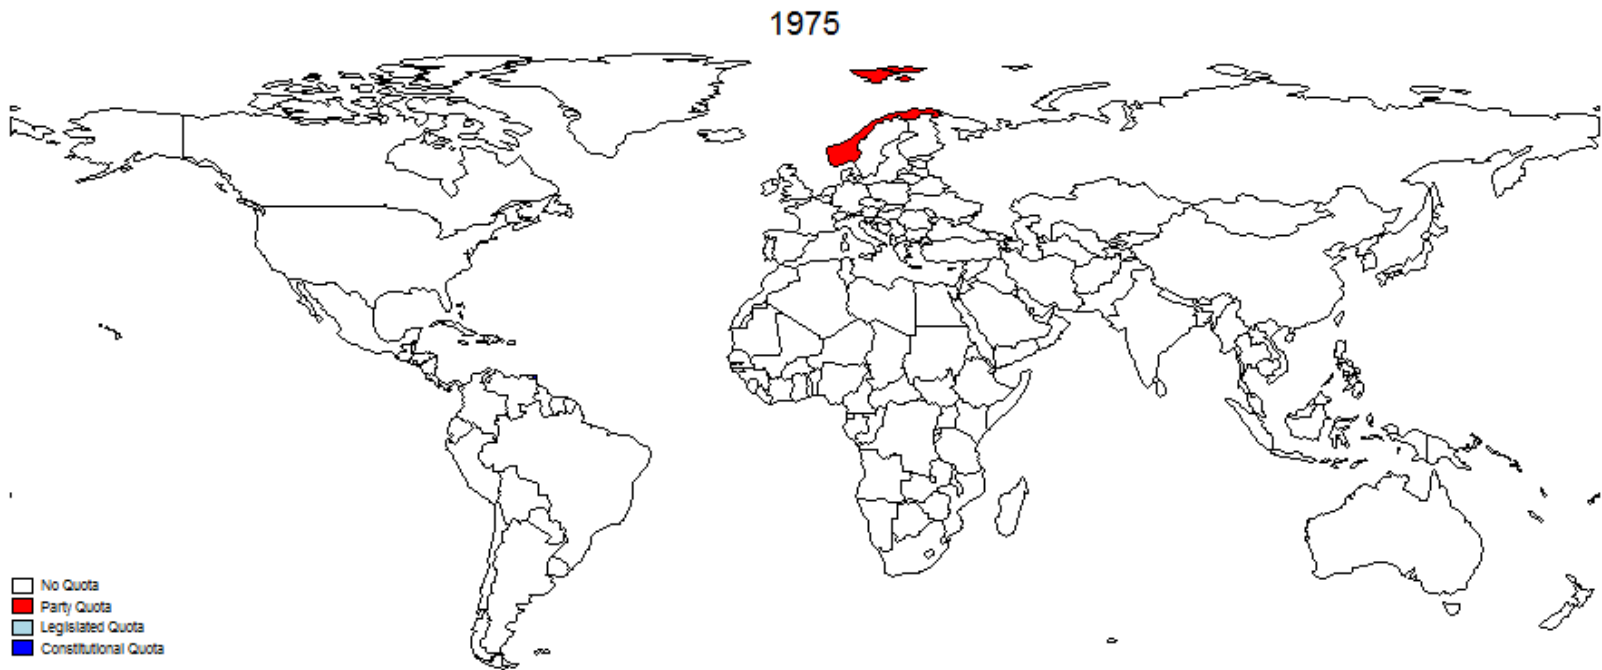 1975
No Quota
Party Quota
Legislated Quota
Constitutional Quota